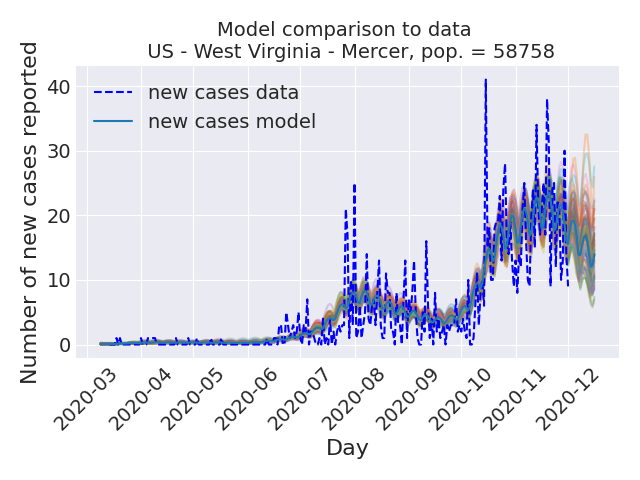 Model comparison to data
US - West Virginia - Mercer, pop. = 58758
Number of new cases reported
40
30
20
10
0
new cases data
new cases model
2020-03
2020-04
2020-05
2020-06
2020-07
2020-08
2020-09
2020-10
2020-11
2020-12
Day